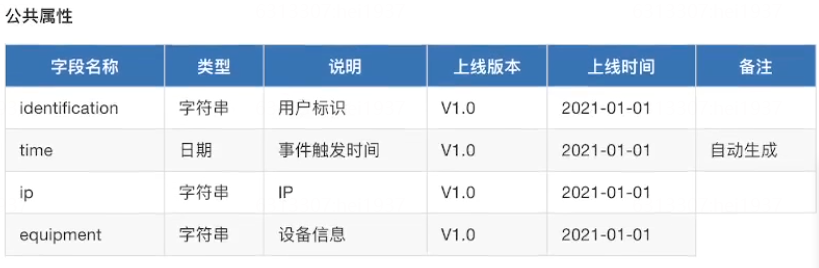 公共属性
字段名称 类型 说明 上线版本 上线时间 备注
identification 字符串 用户标识 V1.0 2021-01-01
time 日期 事件触发时间 V1.0 2021-01-01 自动生成
ip 字符串 IP V1.0 2021-01-01
equipment 字符串 设备信息 V1.0 2021-01-01